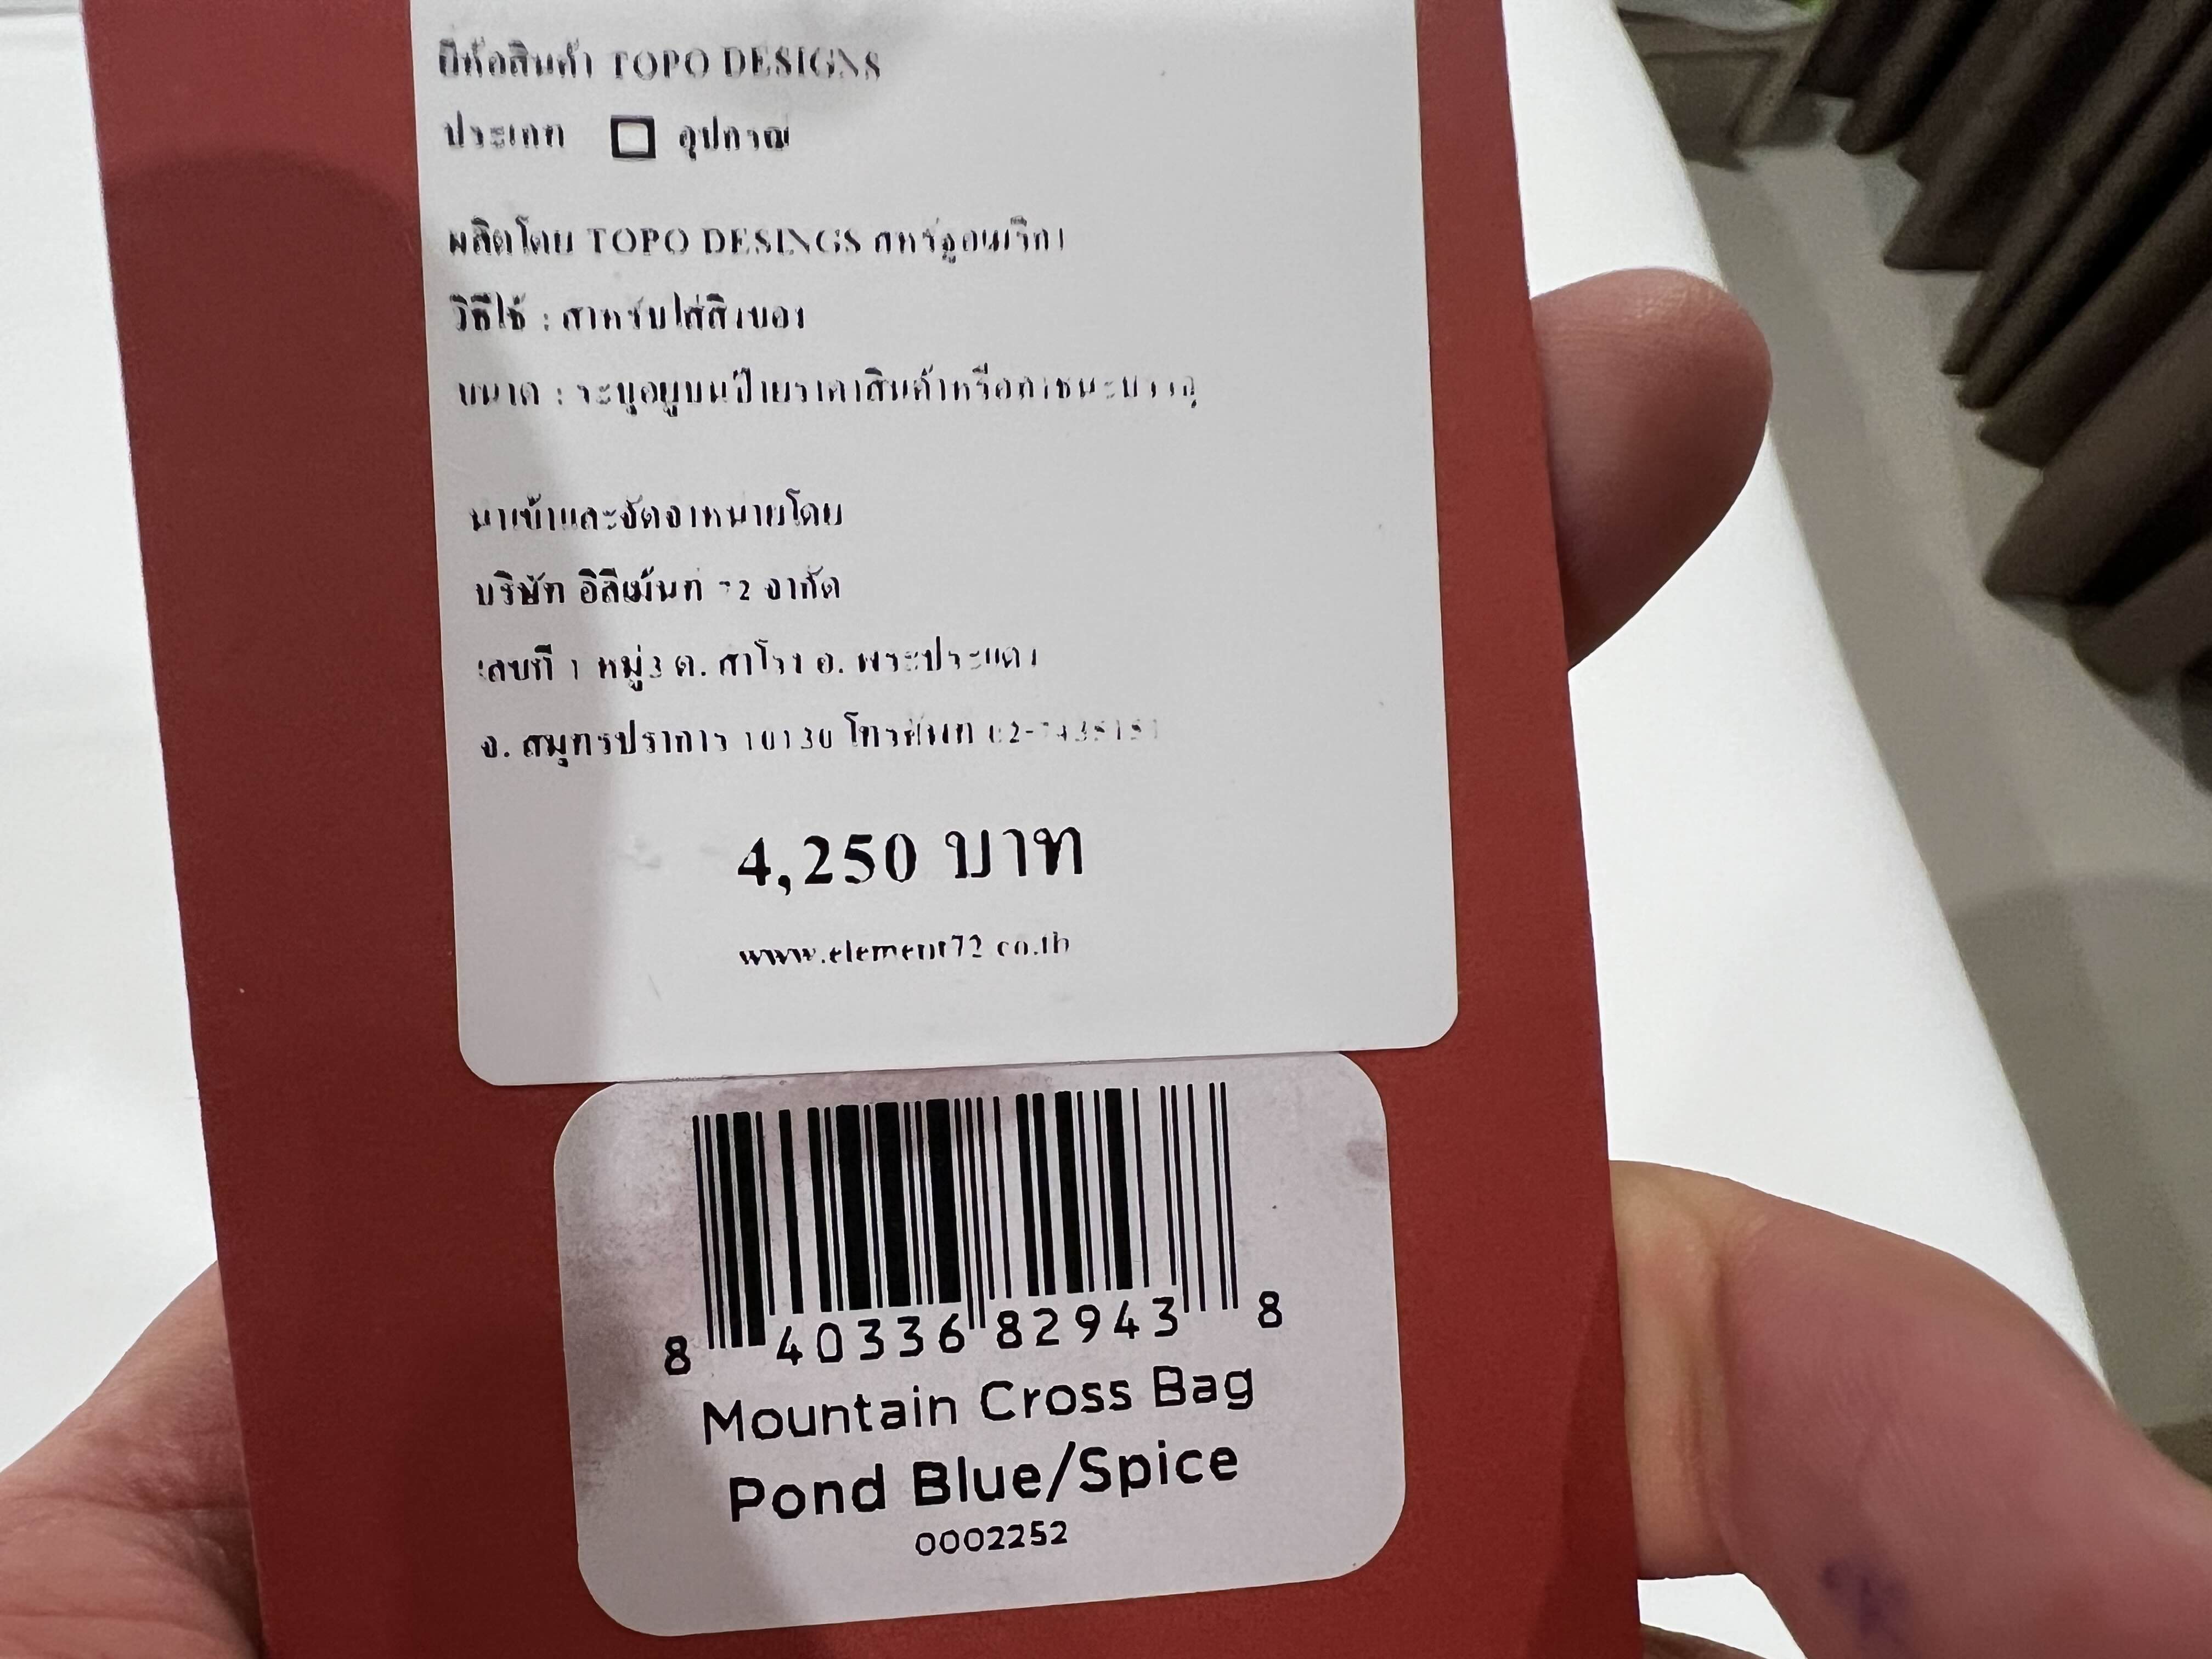 ยี่ห้อสินค้า TOPO DESIGNS
ประเภท อุปกรณ์
ผลิตโดย TOPO DESINGS สหรัฐอเมริกา
วิธีใช้ : สำหรับใส่สิ่งของ
ขนาด : ระบุอยู่บนป้ายราคาสินค้าหรือภาชนะบรรจุ
นำเข้าและจัดจำหน่ายโดย
บริษัท อิลีเม้นท์ 72 จำกัด
เลขที่ 1 หมู่3 ต. สำโรง อ. พระประแดง
จ. สมุทรปราการ 10130 โทรศัพท์
4,250 บาท
www.element72.co.th
8 40336 82943 8
Mountain Cross Bag
Pond Blue/Spice
0002252